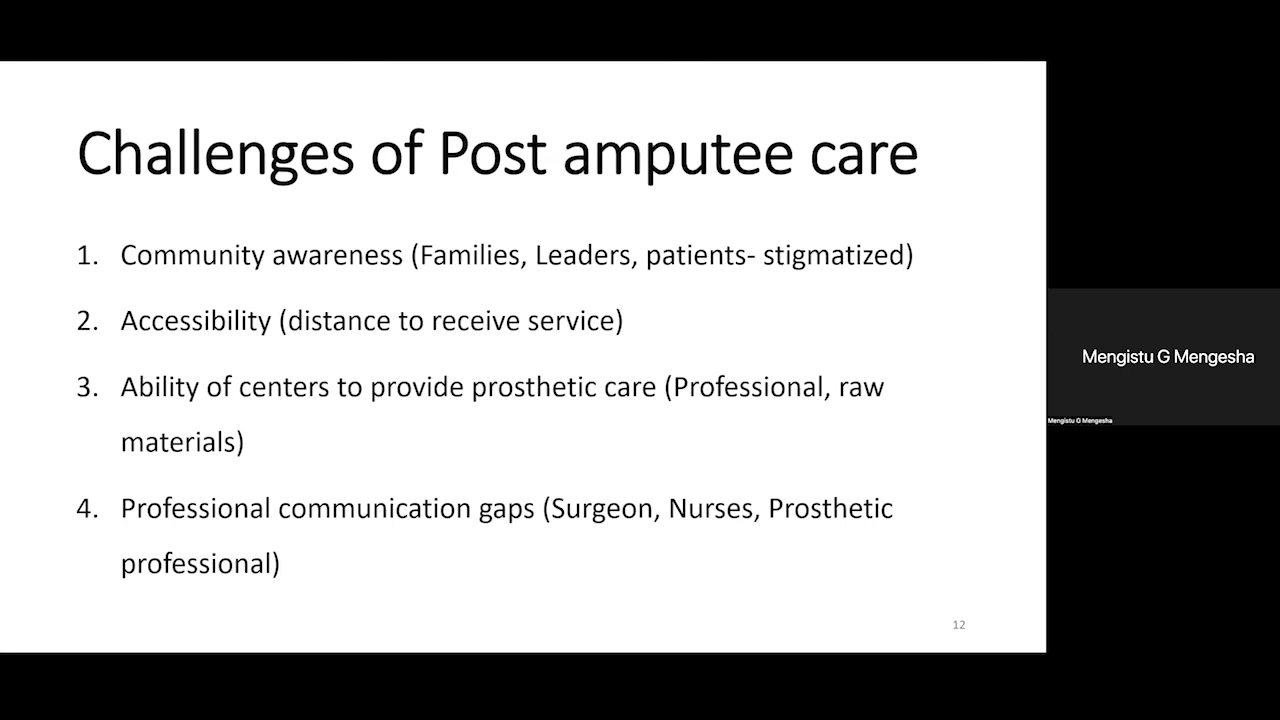 Challenges of Post amputee care
1. Community awareness (Families, Leaders, patients- stigmatized)
2. Accessibility (distance to receive service)
3. Ability of centers to provide prosthetic care (Professional, raw
materials)
4. Professional communication gaps (Surgeon, Nurses, Prosthetic
professional)
12
Mengistu G Mengesha
Mengistu G Mengesha